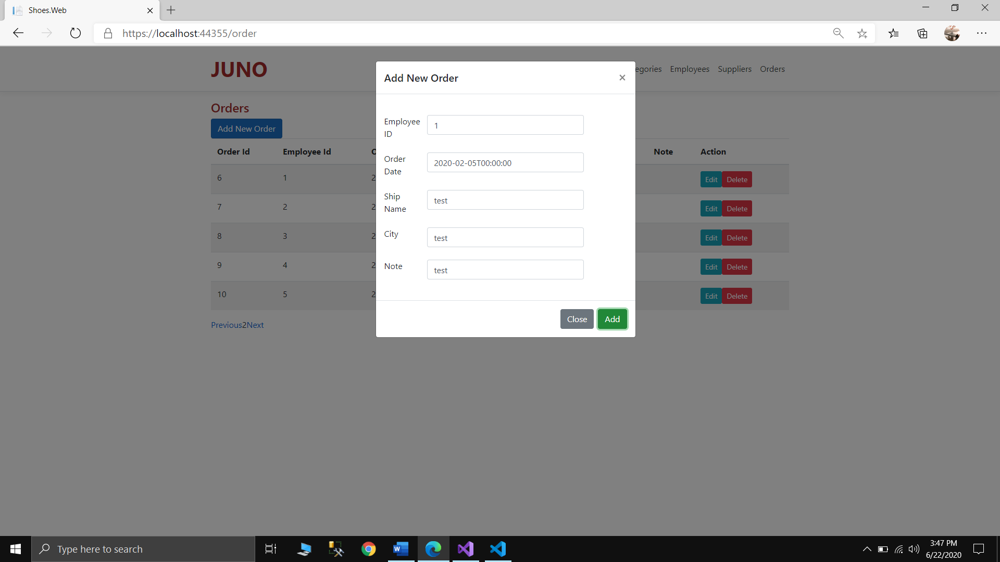 Shoes.Web
https://localhost:44355/order
JUNO
egories Employees Suppliers Orders
Add New Order ×
Employee ID 1
Order Date 2020-02-05T00:00:00
Ship Name test
City test
Note test
Close Add
Orders
Add New Order
Order Id Employee Id O Note Action
6 1 2 Edit Delete
7 2 2 Edit Delete
8 3 2 Edit Delete
9 4 2 Edit Delete
10 5 2 Edit Delete
Previous2Next
Type here to search
3:47 PM
6/22/2020